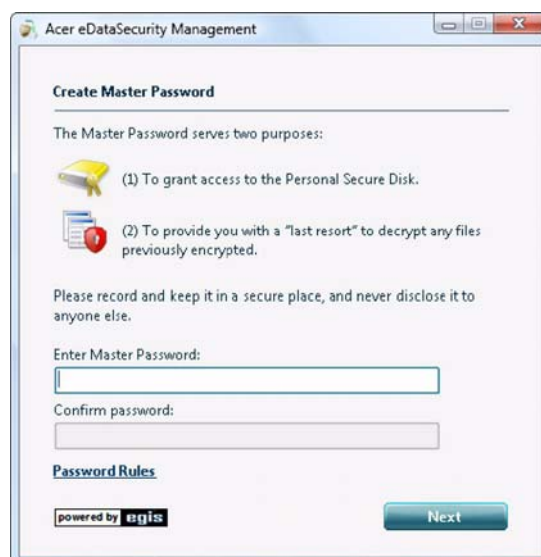 Acer eDataSecurity Management
Create Master Password
The Master Password serves two purposes:
(1) To grant access to the Personal Secure Disk.
(2) To provide you with a "last resort" to decrypt any files
previously encrypted.
Please record and keep it in a secure place, and never disclose it to
anyone else.
Enter Master Password:
Confirm password:
Password Rules
powered by egis
Next